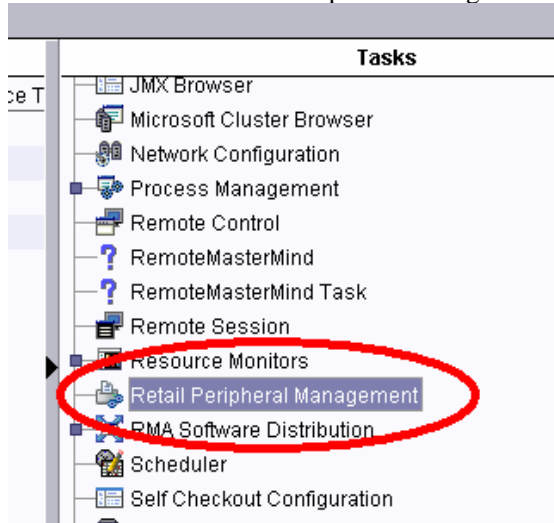 Tasks
ce T
JMX Browser
Microsoft Cluster Browser
Network Configuration
Process Management
Remote Control
RemoteMasterMind
RemoteMasterMind Task
Remote Session
Resource Monitors
Retail Peripheral Management
RMA Software Distribution
Scheduler
Self Checkout Configuration